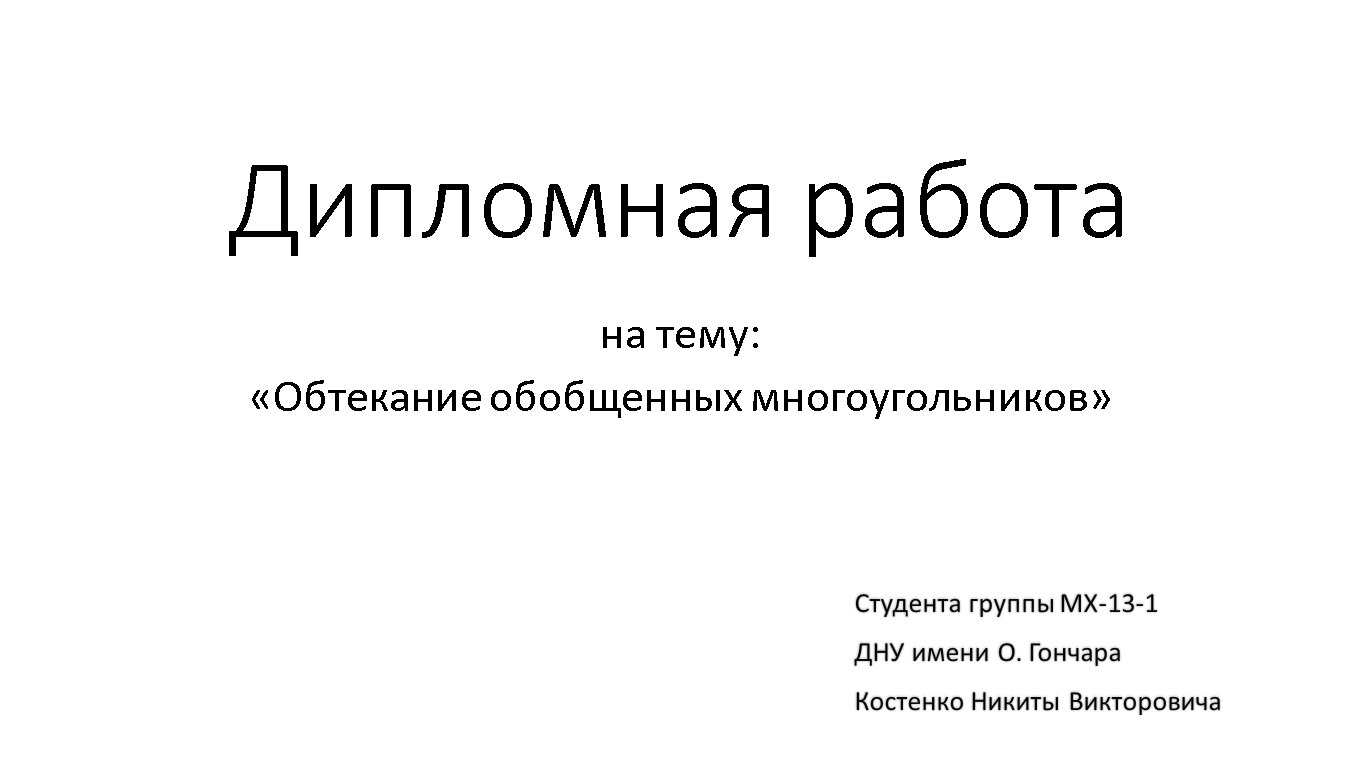 Дипломная работа
на тему:
«Обтекание обобщенных многоугольников»
Студента группы МХ-13-1
ДНУ имени О. Гончара
Костенко Никиты Викторовича